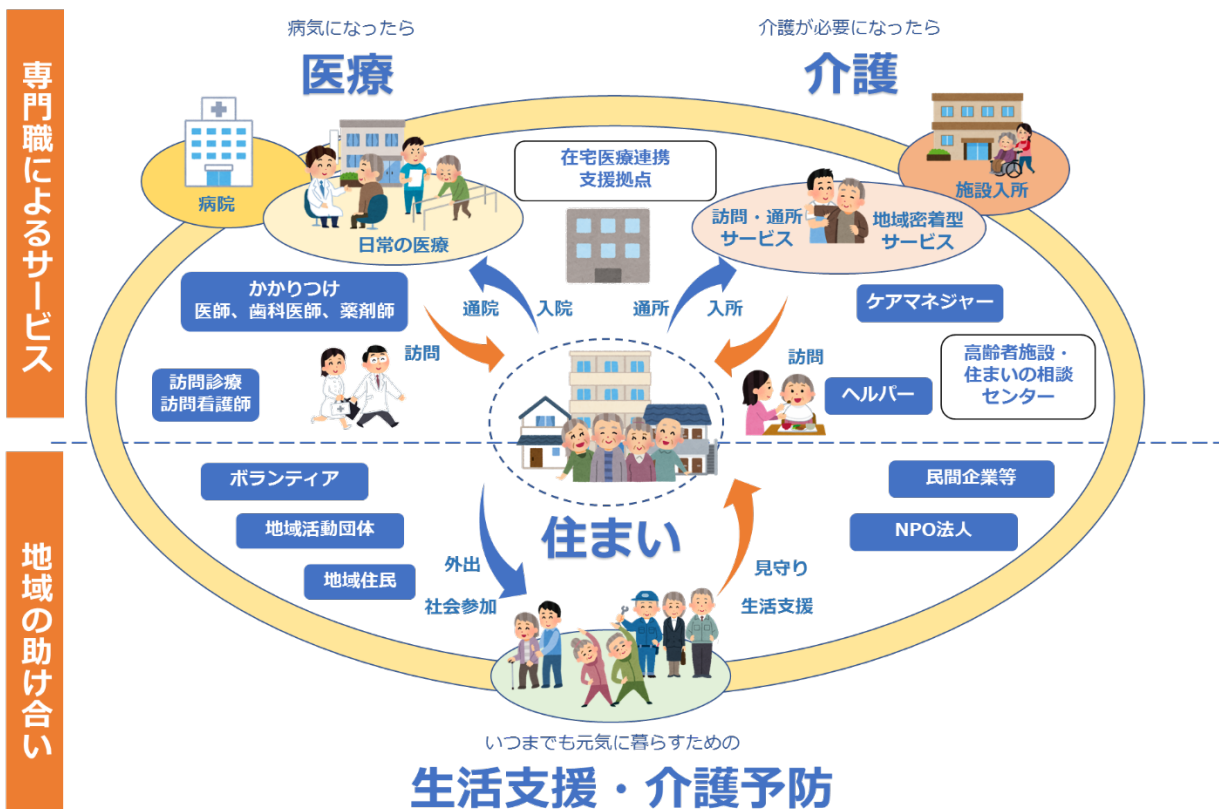 専門職によるサービス
病気になったら
医療
介護が必要になったら
介護
病院
日常の医療
在宅医療連携
支援拠点
訪問・通所
サービス
地域密着型
サービス
施設入所
かかりつけ
医師、歯科医師、薬剤師
通院
入院
通所
入所
ケアマネジャー
訪問
訪問
訪問診療
訪問看護師
ヘルパー
高齢者施設・
住まいの相談
センター
地域の助け合い
ボランティア
地域活動団体
地域住民
住まい
民間企業等
NPO法人
外出
社会参加
見守り
生活支援
いつまでも元気に暮らすための
生活支援・介護予防